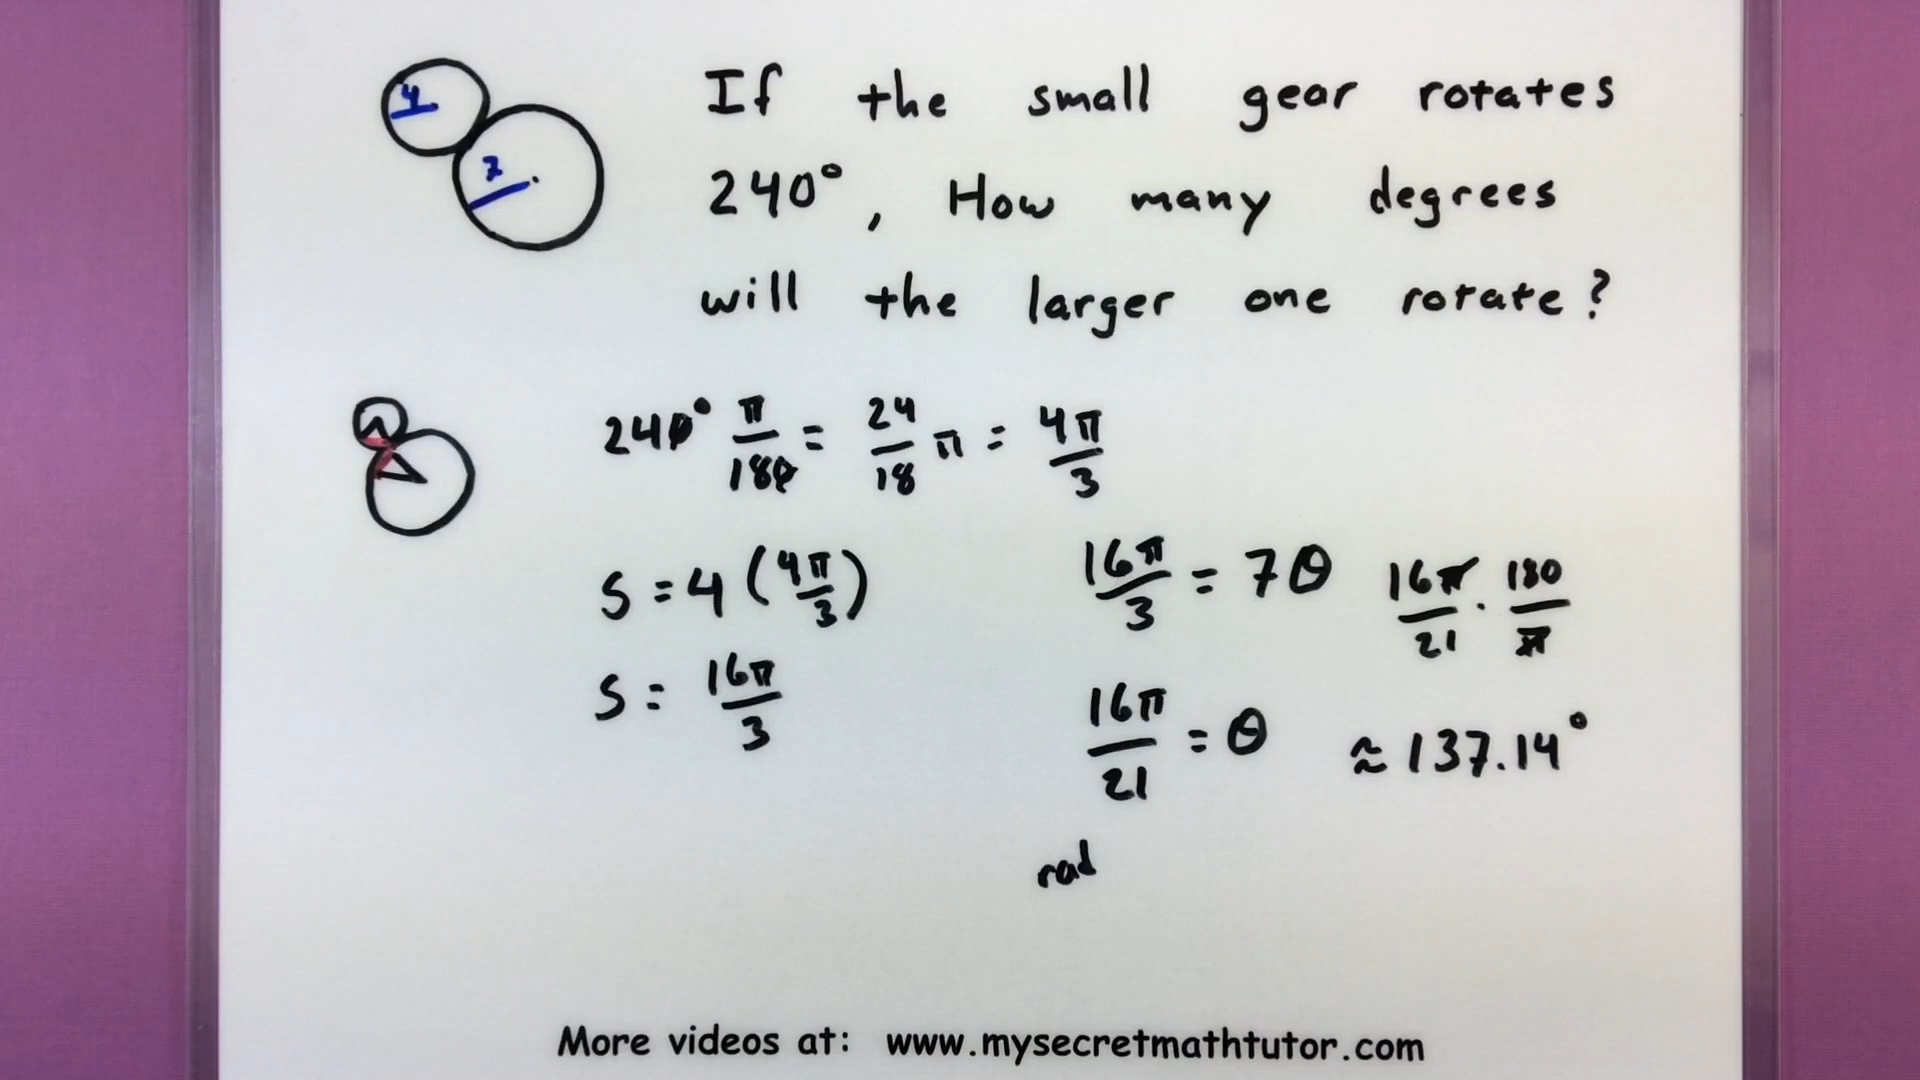 4
7
If the small gear rotates
240°, How many degrees
will the larger one rotate?
240° π/180 = 24/18 π = 4π/3
S = 4 (4π/3)
S = 16π/3
16π/3 = 7θ
16π/21 = θ
rad
16π/21 · 180/π
≈ 137.14°
More videos at: www.mysecretmathtutor.com